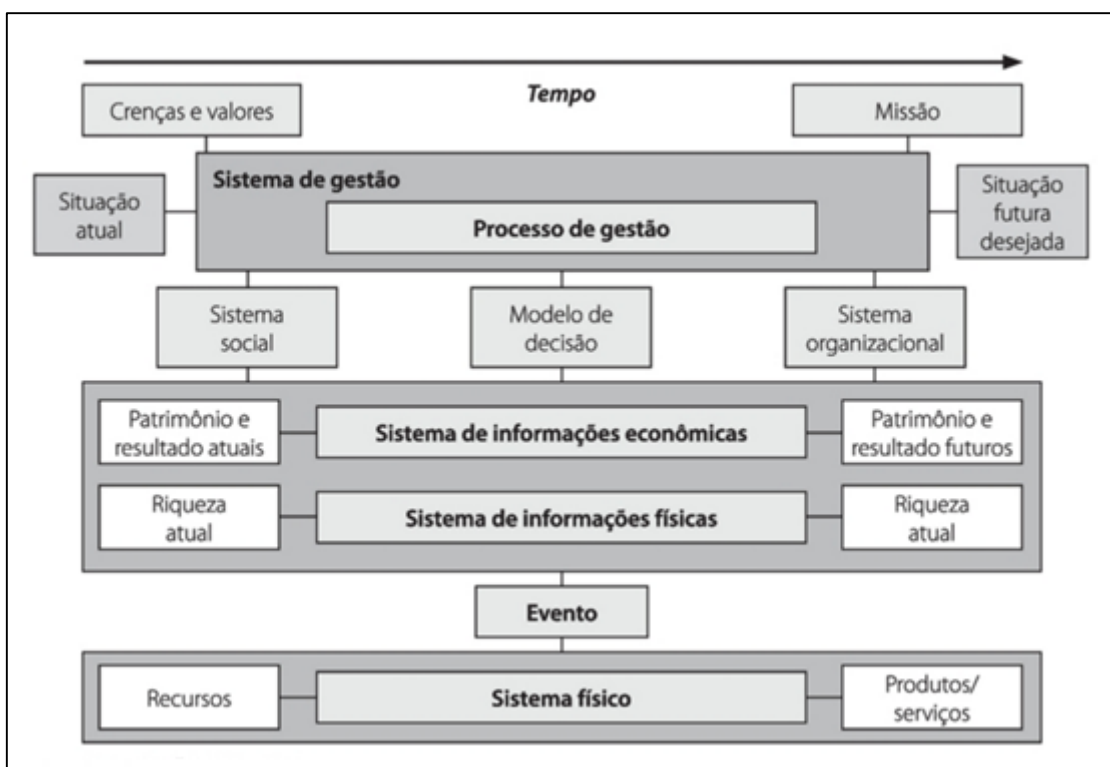 Tempo
Crenças e valores
Missão
Sistema de gestão
Situação
atual
Processo de gestão
Situação
futura
desejada
Sistema
social
Modelo de
decisão
Sistema
organizacional
Patrimônio e
resultado atuais
Sistema de informações econômicas
Patrimônio e
resultado futuros
Riqueza
atual
Sistema de informações físicas
Riqueza
atual
Evento
Recursos
Sistema físico
Produtos/
serviços